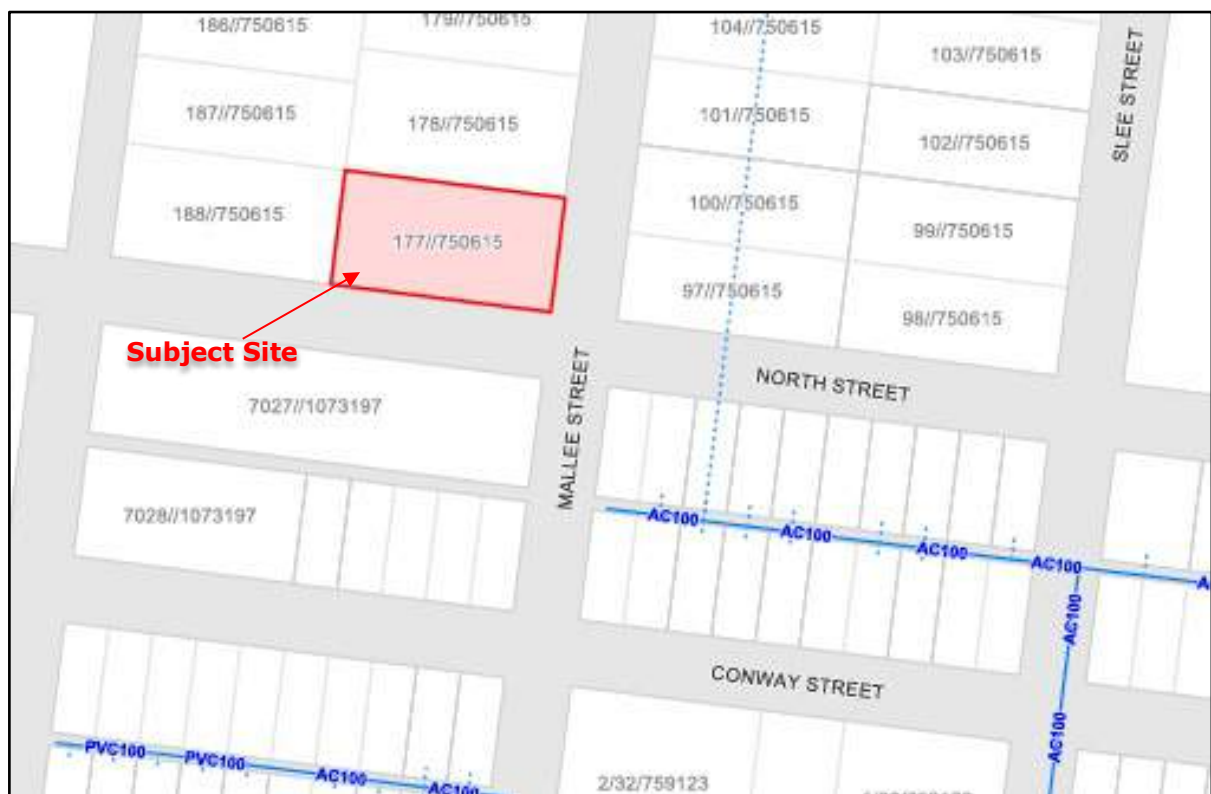 186//750615
179//750615
104//750615
103//750615
SLEE STREET
187//750615
178//750615
101//750615
102//750615
188//750615
177//750615
100//750615
99//750615
97//750615
98//750615
Subject Site
NORTH STREET
7027//1073197
MALLEE STREET
7028//1073197
AC100
AC100
AC100
AC100
AC100
CONWAY STREET
AC100
PVC100
PVC100
AC100
AC100
2/32/759123